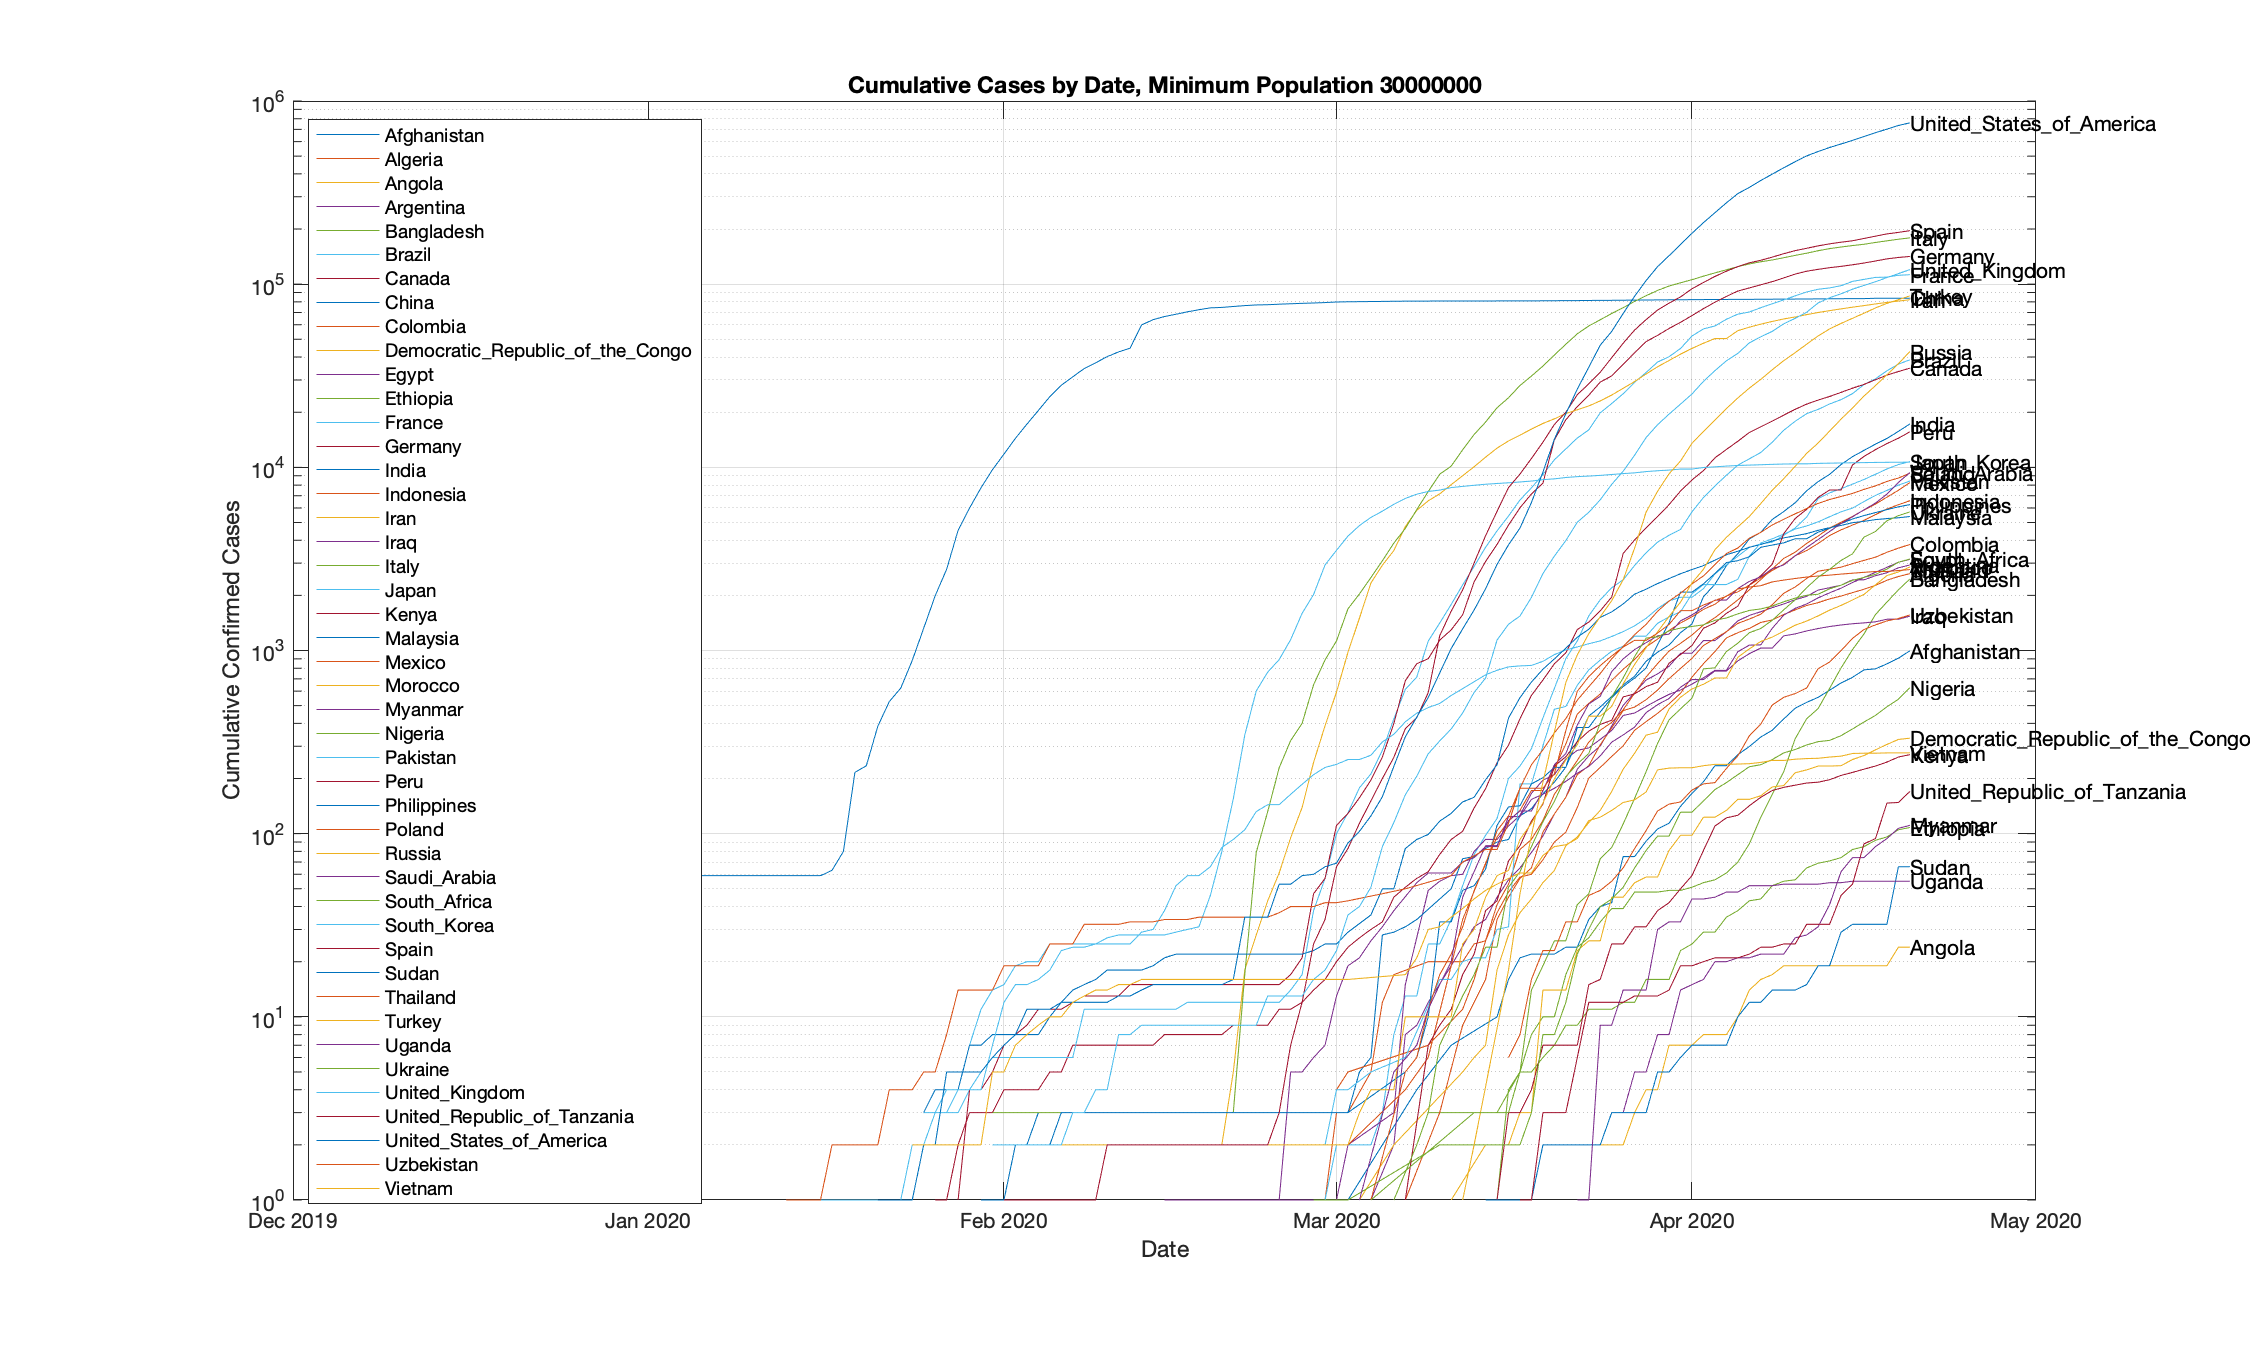 Cumulative Cases by Date, Minimum Population 30000000
10^6
10^5
10^4
10^3
10^2
10^1
10^0
Cumulative Confirmed Cases
Afghanistan
Algeria
Angola
Argentina
Bangladesh
Brazil
Canada
China
Colombia
Democratic_Republic_of_the_Congo
Egypt
Ethiopia
France
Germany
India
Indonesia
Iran
Iraq
Italy
Japan
Kenya
Malaysia
Mexico
Morocco
Myanmar
Nigeria
Pakistan
Peru
Philippines
Poland
Russia
Saudi_Arabia
South_Africa
South_Korea
Spain
Sudan
Thailand
Turkey
Uganda
Ukraine
United_Kingdom
United_Republic_of_Tanzania
United_States_of_America
Uzbekistan
Vietnam
United_States_of_America
Spain
Italy
Germany
United_Kingdom
France
Turkey
China
Iran
Russia
Brazil
Canada
India
Peru
South_Korea
Japan
Saudi_Arabia
Poland
Pakistan
Mexico
Indonesia
Philippines
Ukraine
Malaysia
Colombia
South_Africa
Bangladesh
Uzbekistan
Iraq
Afghanistan
Nigeria
Democratic_Republic_of_the_Congo
Vietnam
Kenya
United_Republic_of_Tanzania
Myanmar
Ethiopia
Sudan
Uganda
Angola
Dec 2019
Jan 2020
Feb 2020
Mar 2020
Apr 2020
May 2020
Date